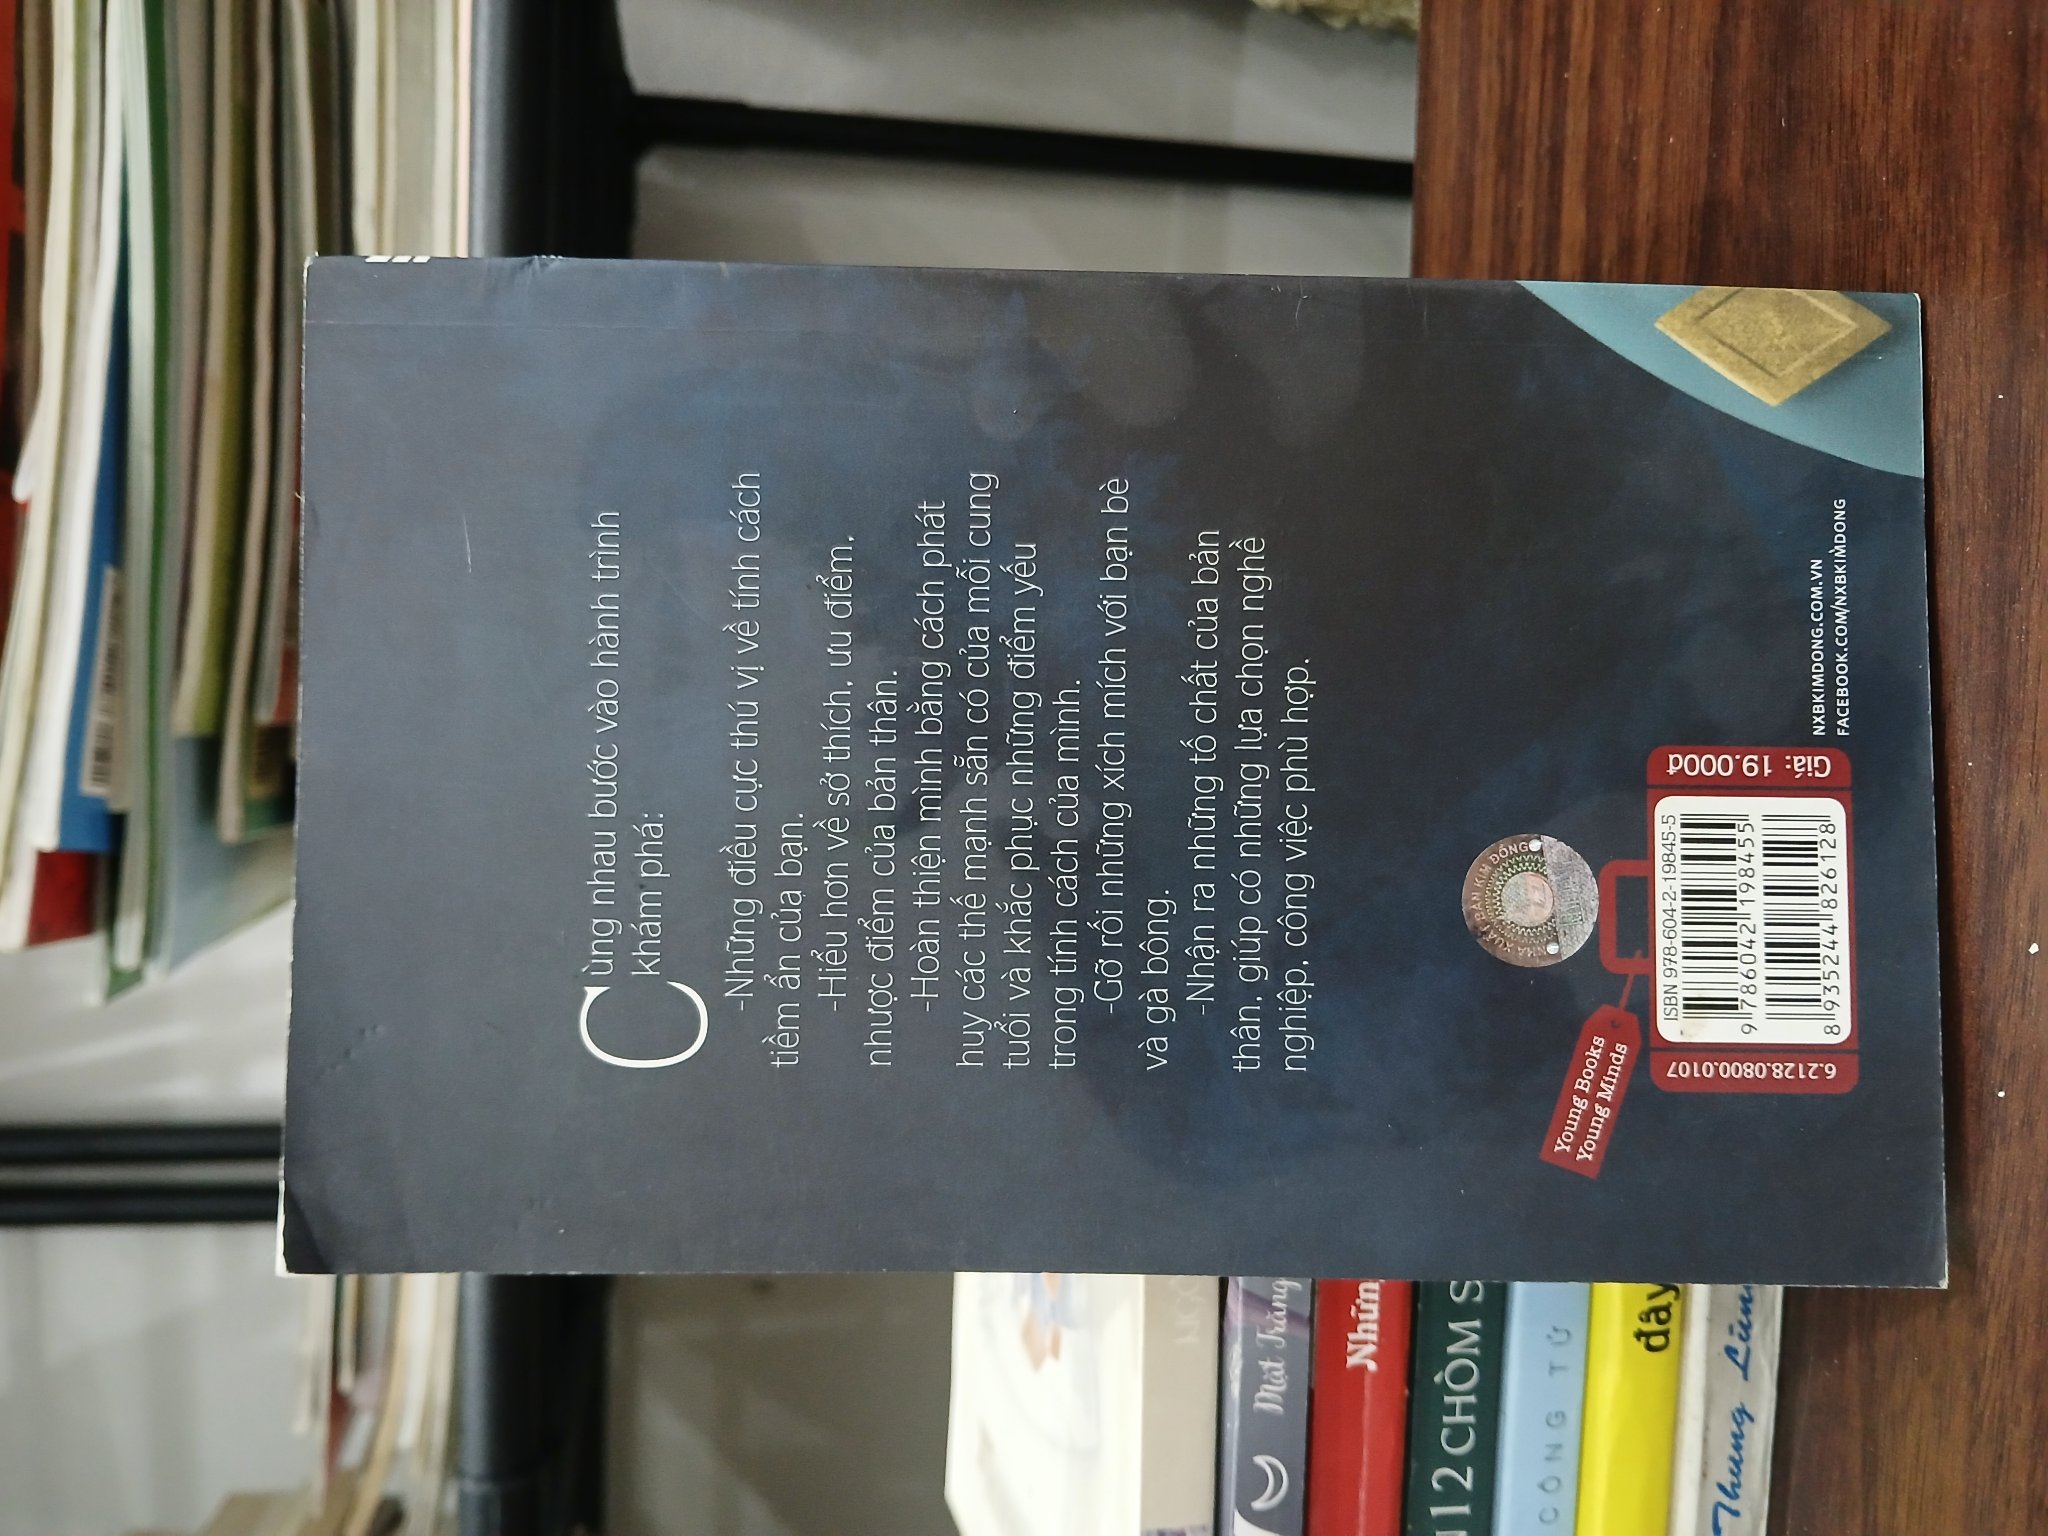 Cùng nhau bước vào hành trình
khám phá:
-Những điều cực thú vị về tính cách
tiềm ẩn của bạn.
-Hiểu hơn về sở thích, ưu điểm,
nhược điểm của bản thân.
-Hoàn thiện mình bằng cách phát
huy các thế mạnh sẵn có của mỗi cung
tuổi và khắc phục những điểm yếu
trong tính cách của mình.
-Gỡ rối những xích mích với bạn bè
và gà bông.
-Nhận ra những tố chất của bản
thân, giúp có những lựa chọn nghề
nghiệp, công việc phù hợp.
XUẤT BẢN KIM ĐỒNG
Young Books
Young Minds
6.2128.0800.0107
ISBN 978-604-2-19845-5
9 786042 198455
8 935244 826128
Giá: 19.000đ
NXBKIMDONG.COM.VN
FACEBOOK.COM/NXBKIMDONG
Mặt Trăng
Nhữn
12 CHÒM S
CÔNG TỬ
đây
Thung Lũng